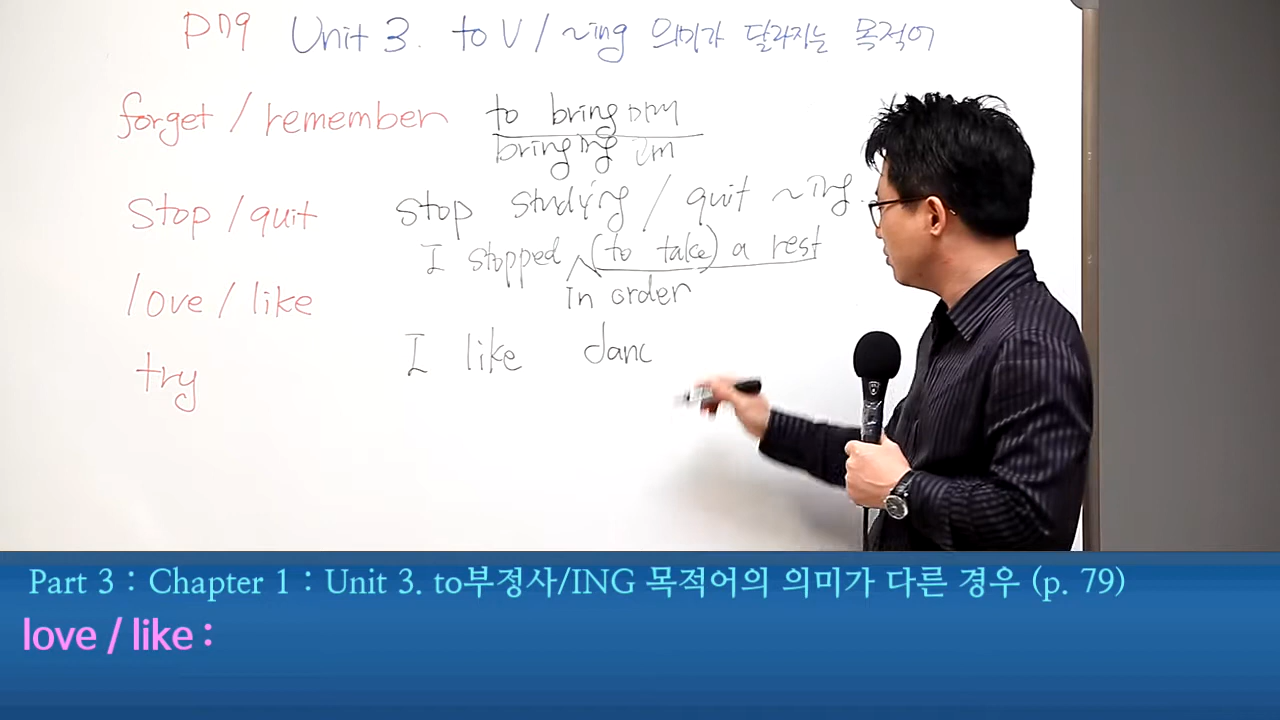 P79 Unit 3. to V / ~ing 의미가 달라지는 목적어
forget / remember to bring 미래
bringing 과거
stop / quit stop studying / quit ~ing.
I stopped (to take) a rest
In order
love / like
I like danc
try
Part 3 : Chapter 1 : Unit 3. to부정사/ING 목적어의 의미가 다른 경우 (p. 79)
love / like :